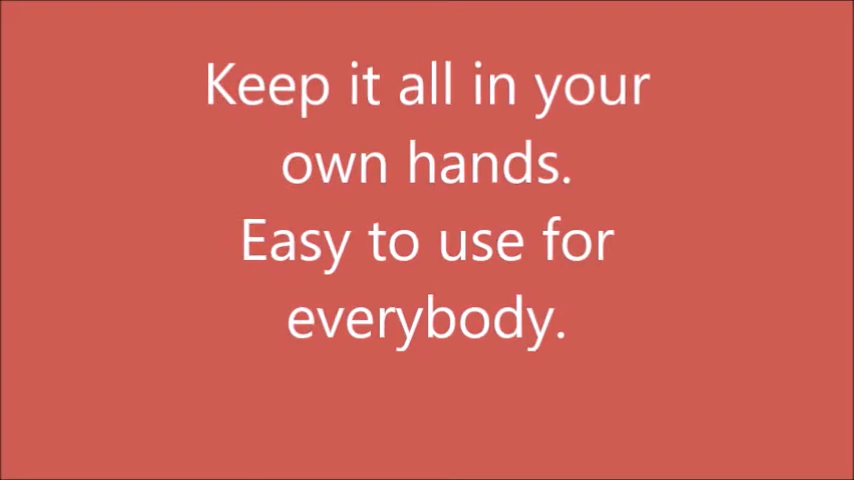 Keep it all in your
own hands.
Easy to use for
everybody.